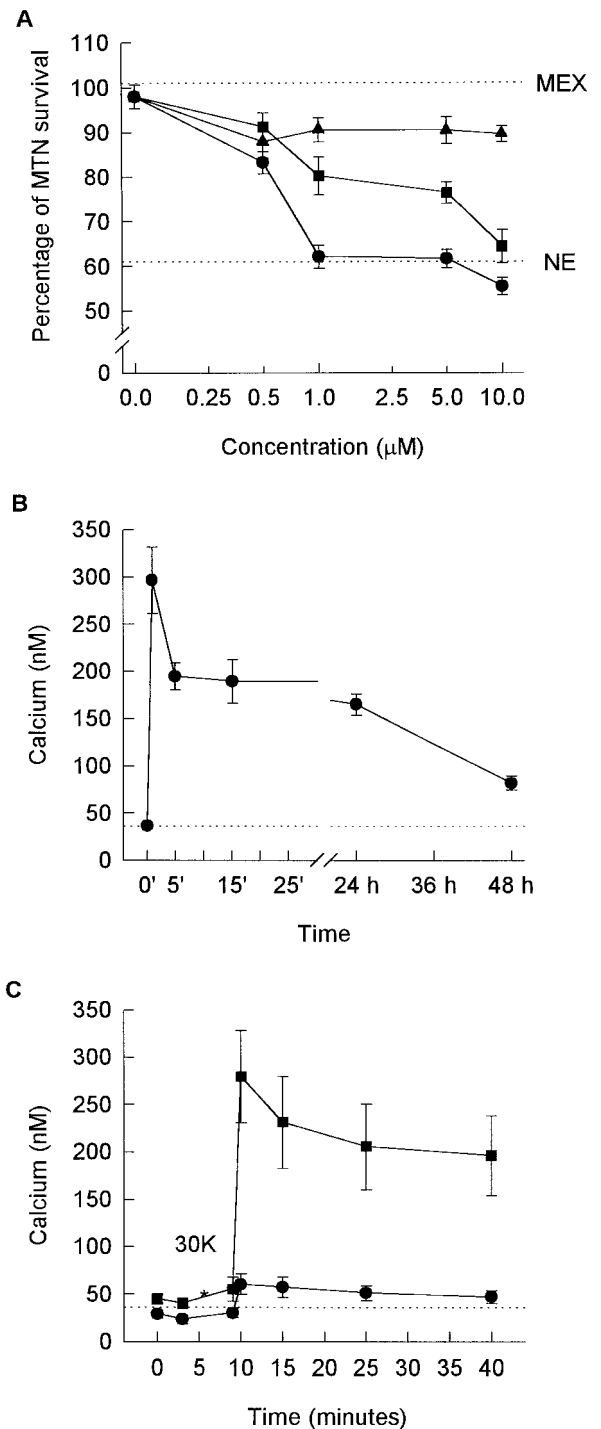 A
Percentage of MTN survival
110
100
90
80
70
60
50
0
MEX
NE
0.0 0.25 0.5 1.0 2.5 5.0 10.0
Concentration (μM)
B
Calcium (nM)
350
300
250
200
150
100
50
0
0' 5' 15' 25' 24 h 36 h 48 h
Time
C
Calcium (nM)
350
300
250
200
150
100
50
0
30K
*
0 5 10 15 20 25 30 35 40
Time (minutes)